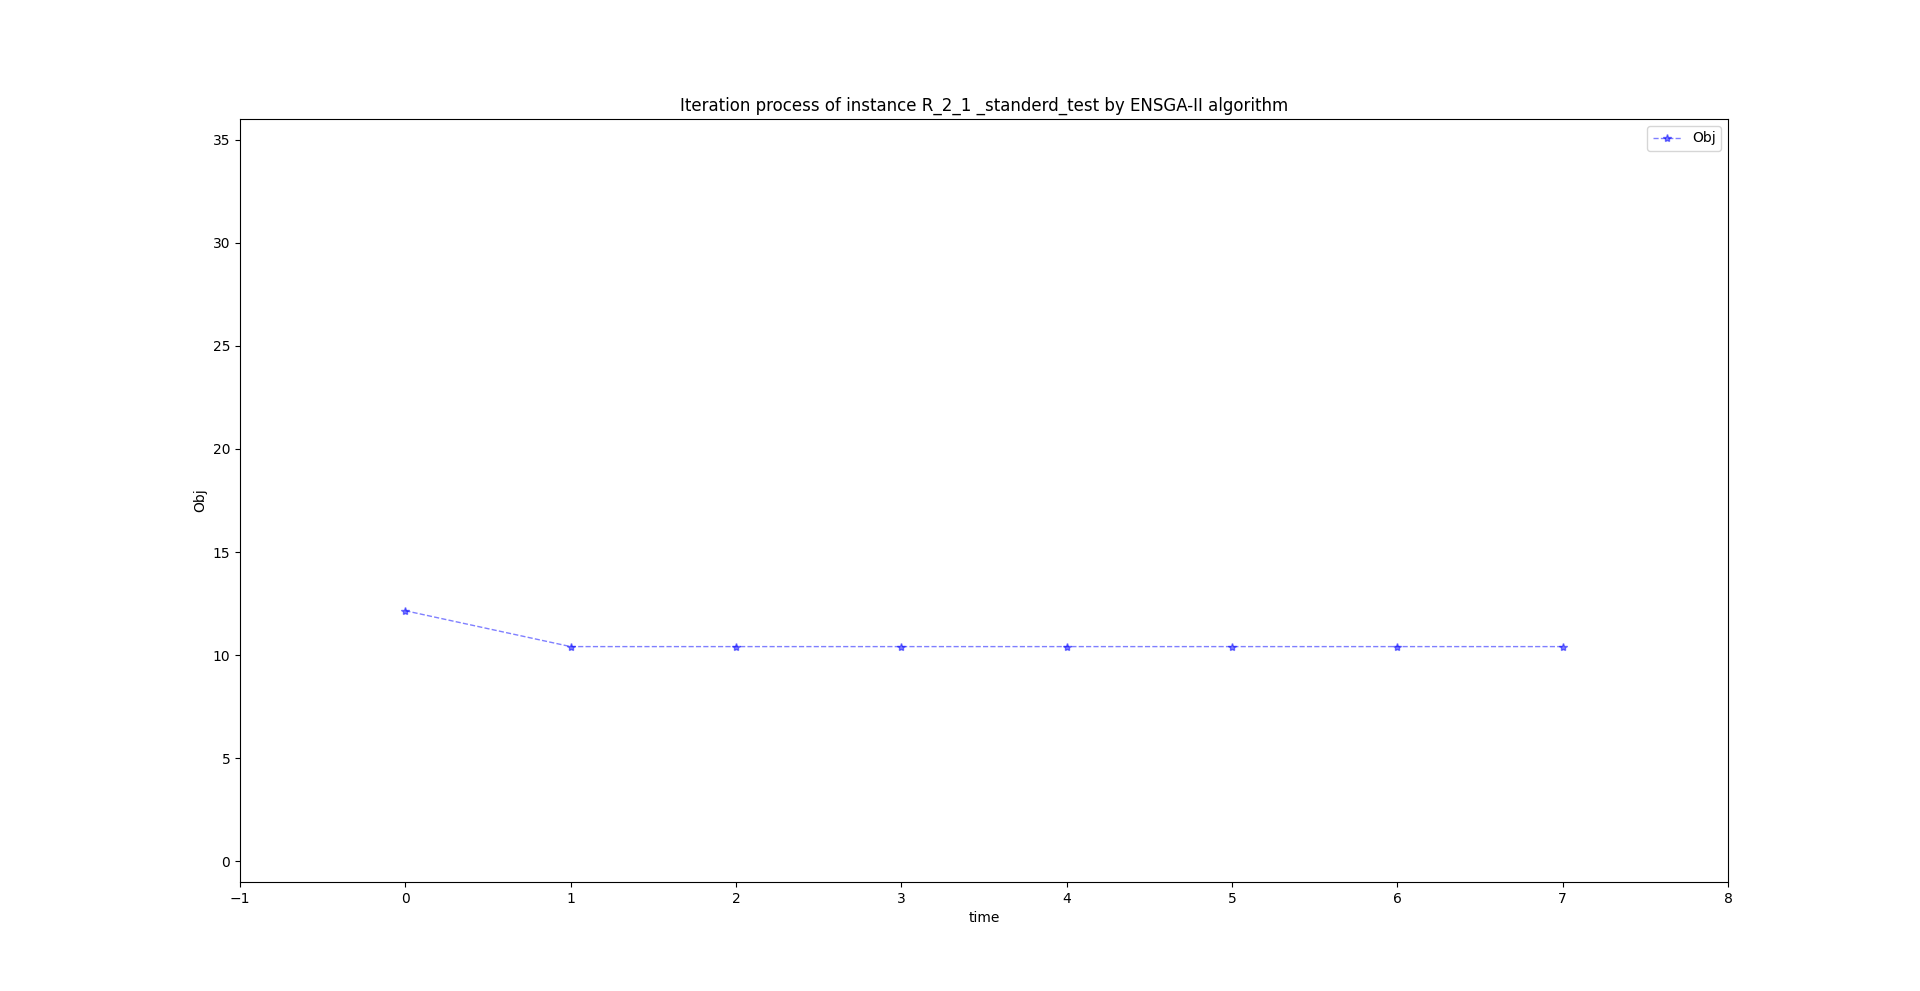 Iteration process of instance R_2_1 _standerd_test by ENSGA-II algorithm
Obj
35
30
25
20
15
10
5
0
Obj
−1 0 1 2 3 4 5 6 7 8
time